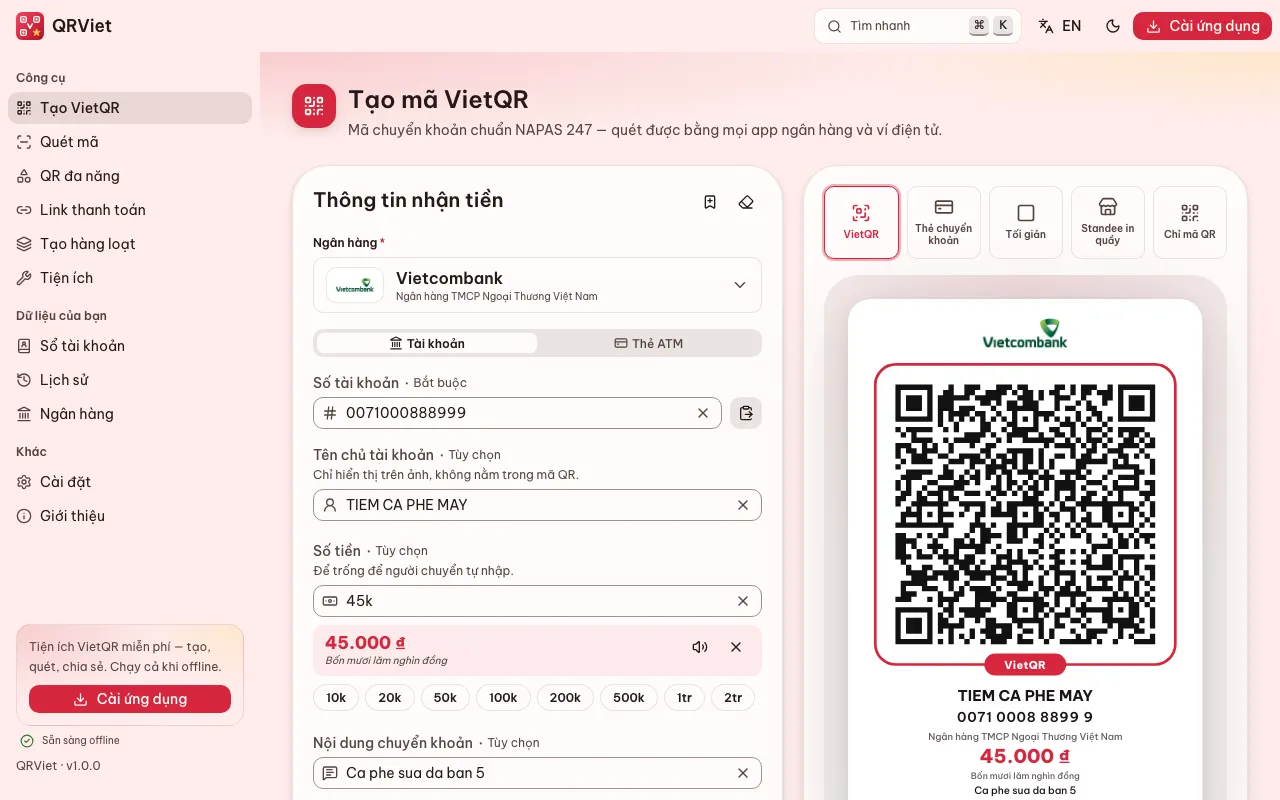 QRViet
Tìm nhanh
⌘ K
EN
Cài ứng dụng
Công cụ
Tạo VietQR
Quét mã
QR đa năng
Link thanh toán
Tạo hàng loạt
Tiện ích
Dữ liệu của bạn
Sổ tài khoản
Lịch sử
Ngân hàng
Khác
Cài đặt
Giới thiệu
Tiện ích VietQR miễn phí — tạo,
quét, chia sẻ. Chạy cả khi offline.
Cài ứng dụng
Sẵn sàng offline
QRViet · v1.0.0
Tạo mã VietQR
Mã chuyển khoản chuẩn NAPAS 247 — quét được bằng mọi app ngân hàng và ví điện tử.
Thông tin nhận tiền
Ngân hàng *
Vietcombank
Vietcombank
Ngân hàng TMCP Ngoại Thương Việt Nam
Tài khoản
Thẻ ATM
Số tài khoản · Bắt buộc
0071000888999
Tên chủ tài khoản · Tùy chọn
Chỉ hiển thị trên ảnh, không nằm trong mã QR.
TIEM CA PHE MAY
Số tiền · Tùy chọn
Để trống để người chuyển tự nhập.
45k
45.000 ₫
Bốn mươi lăm nghìn đồng
10k
20k
50k
100k
200k
500k
1tr
2tr
Nội dung chuyển khoản · Tùy chọn
Ca phe sua da ban 5
VietQR
Thẻ chuyển
khoản
Tối giản
Standee in
quầy
Chỉ mã QR
Vietcombank
VietQR
TIEM CA PHE MAY
0071 0008 8899 9
Ngân hàng TMCP Ngoại Thương Việt Nam
45.000 ₫
Bốn mươi lăm nghìn đồng
Ca phe sua da ban 5